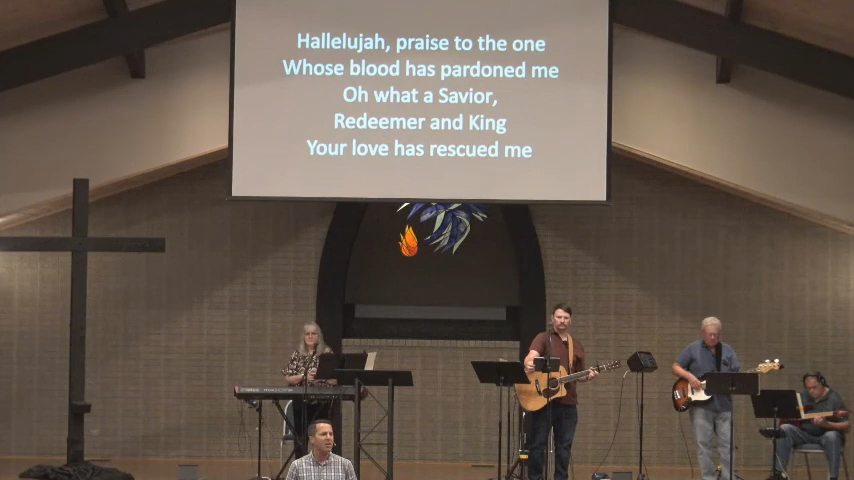 Hallelujah, praise to the one
Whose blood has pardoned me
Oh what a Savior,
Redeemer and King
Your love has rescued me